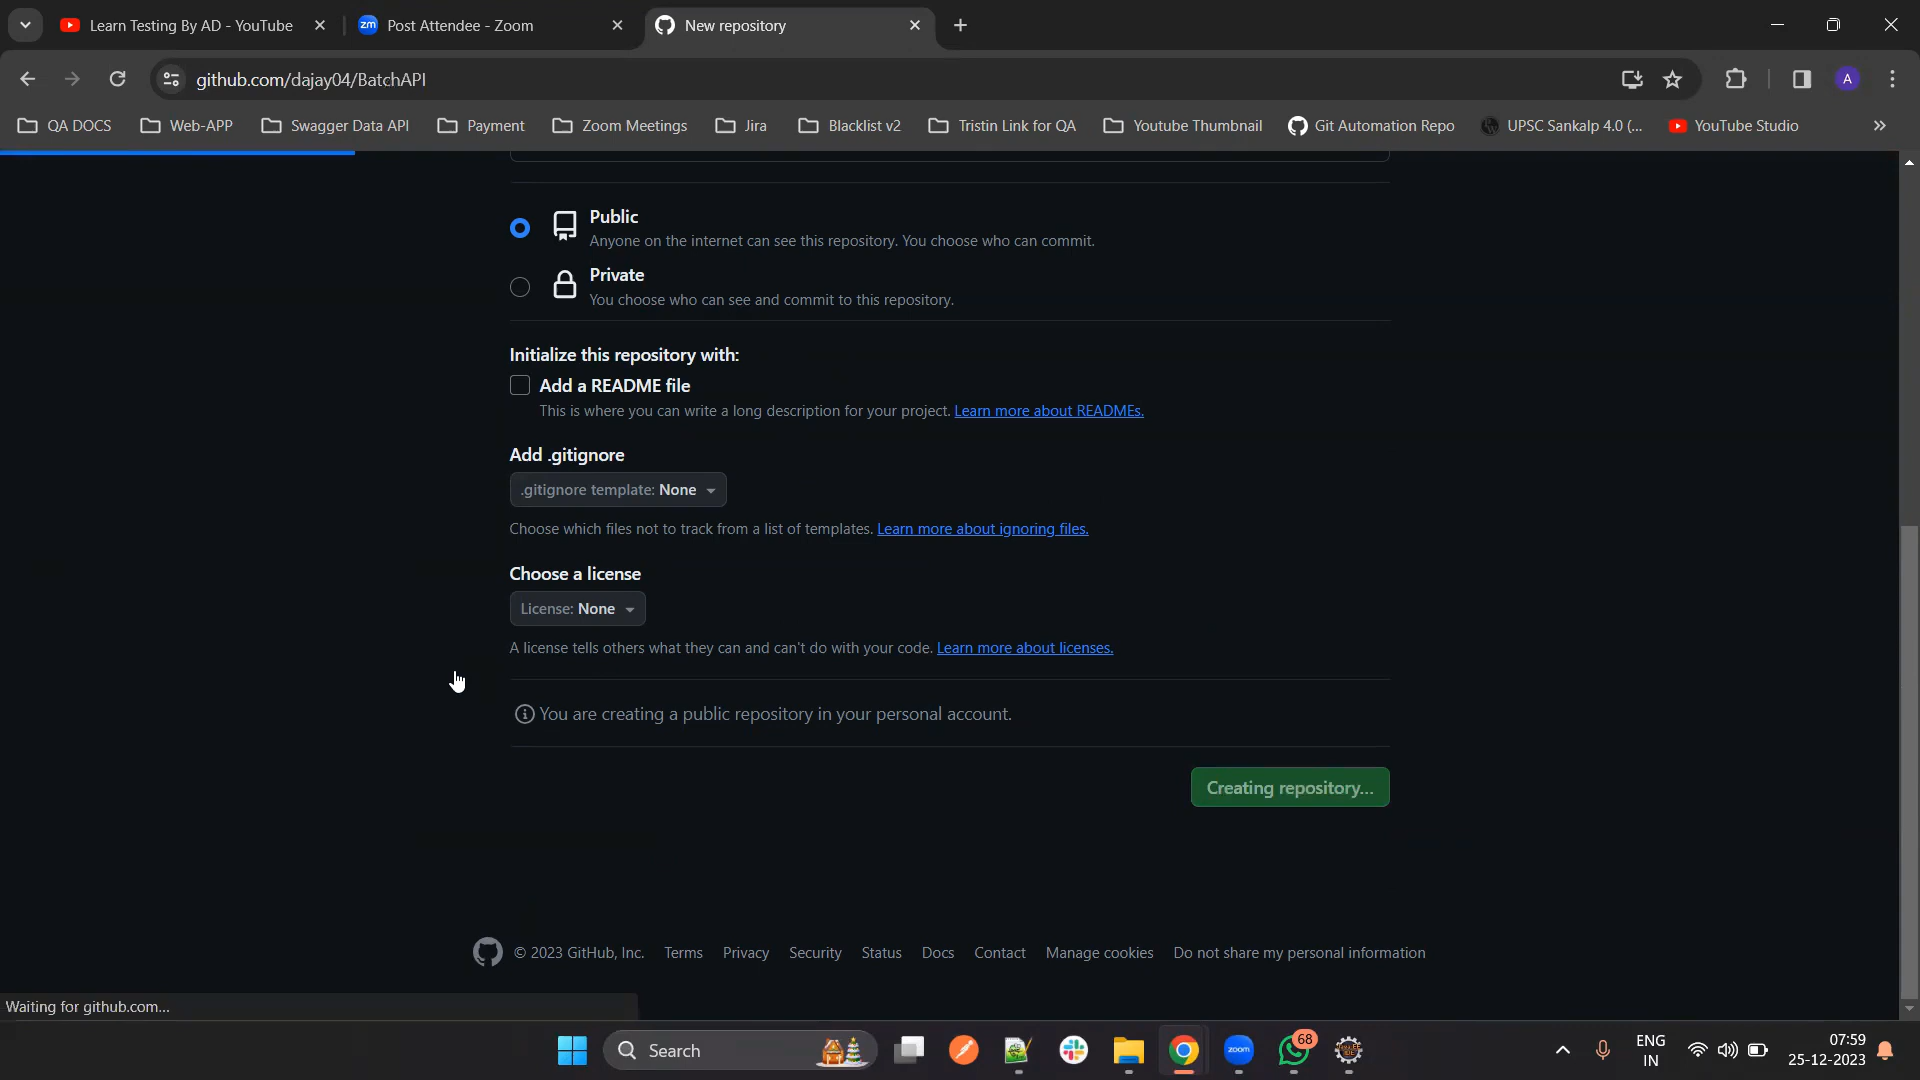 Learn Testing By AD - YouTube
zm Post Attendee - Zoom
New repository
github.com/dajay04/BatchAPI
A
QA DOCS
Web-APP
Swagger Data API
Payment
Zoom Meetings
Jira
Blacklist v2
Tristin Link for QA
Youtube Thumbnail
Git Automation Repo
UPSC Sankalp 4.0 (...
YouTube Studio
Public
Anyone on the internet can see this repository. You choose who can commit.
Private
You choose who can see and commit to this repository.
Initialize this repository with:
Add a README file
This is where you can write a long description for your project. Learn more about READMEs.
Add .gitignore
.gitignore template: None
Choose which files not to track from a list of templates. Learn more about ignoring files.
Choose a license
License: None
A license tells others what they can and can't do with your code. Learn more about licenses.
You are creating a public repository in your personal account.
Creating repository...
© 2023 GitHub, Inc. Terms Privacy Security Status Docs Contact Manage cookies Do not share my personal information
Waiting for github.com...
Search
zoom
68
ENG
IN
07:59
25-12-2023